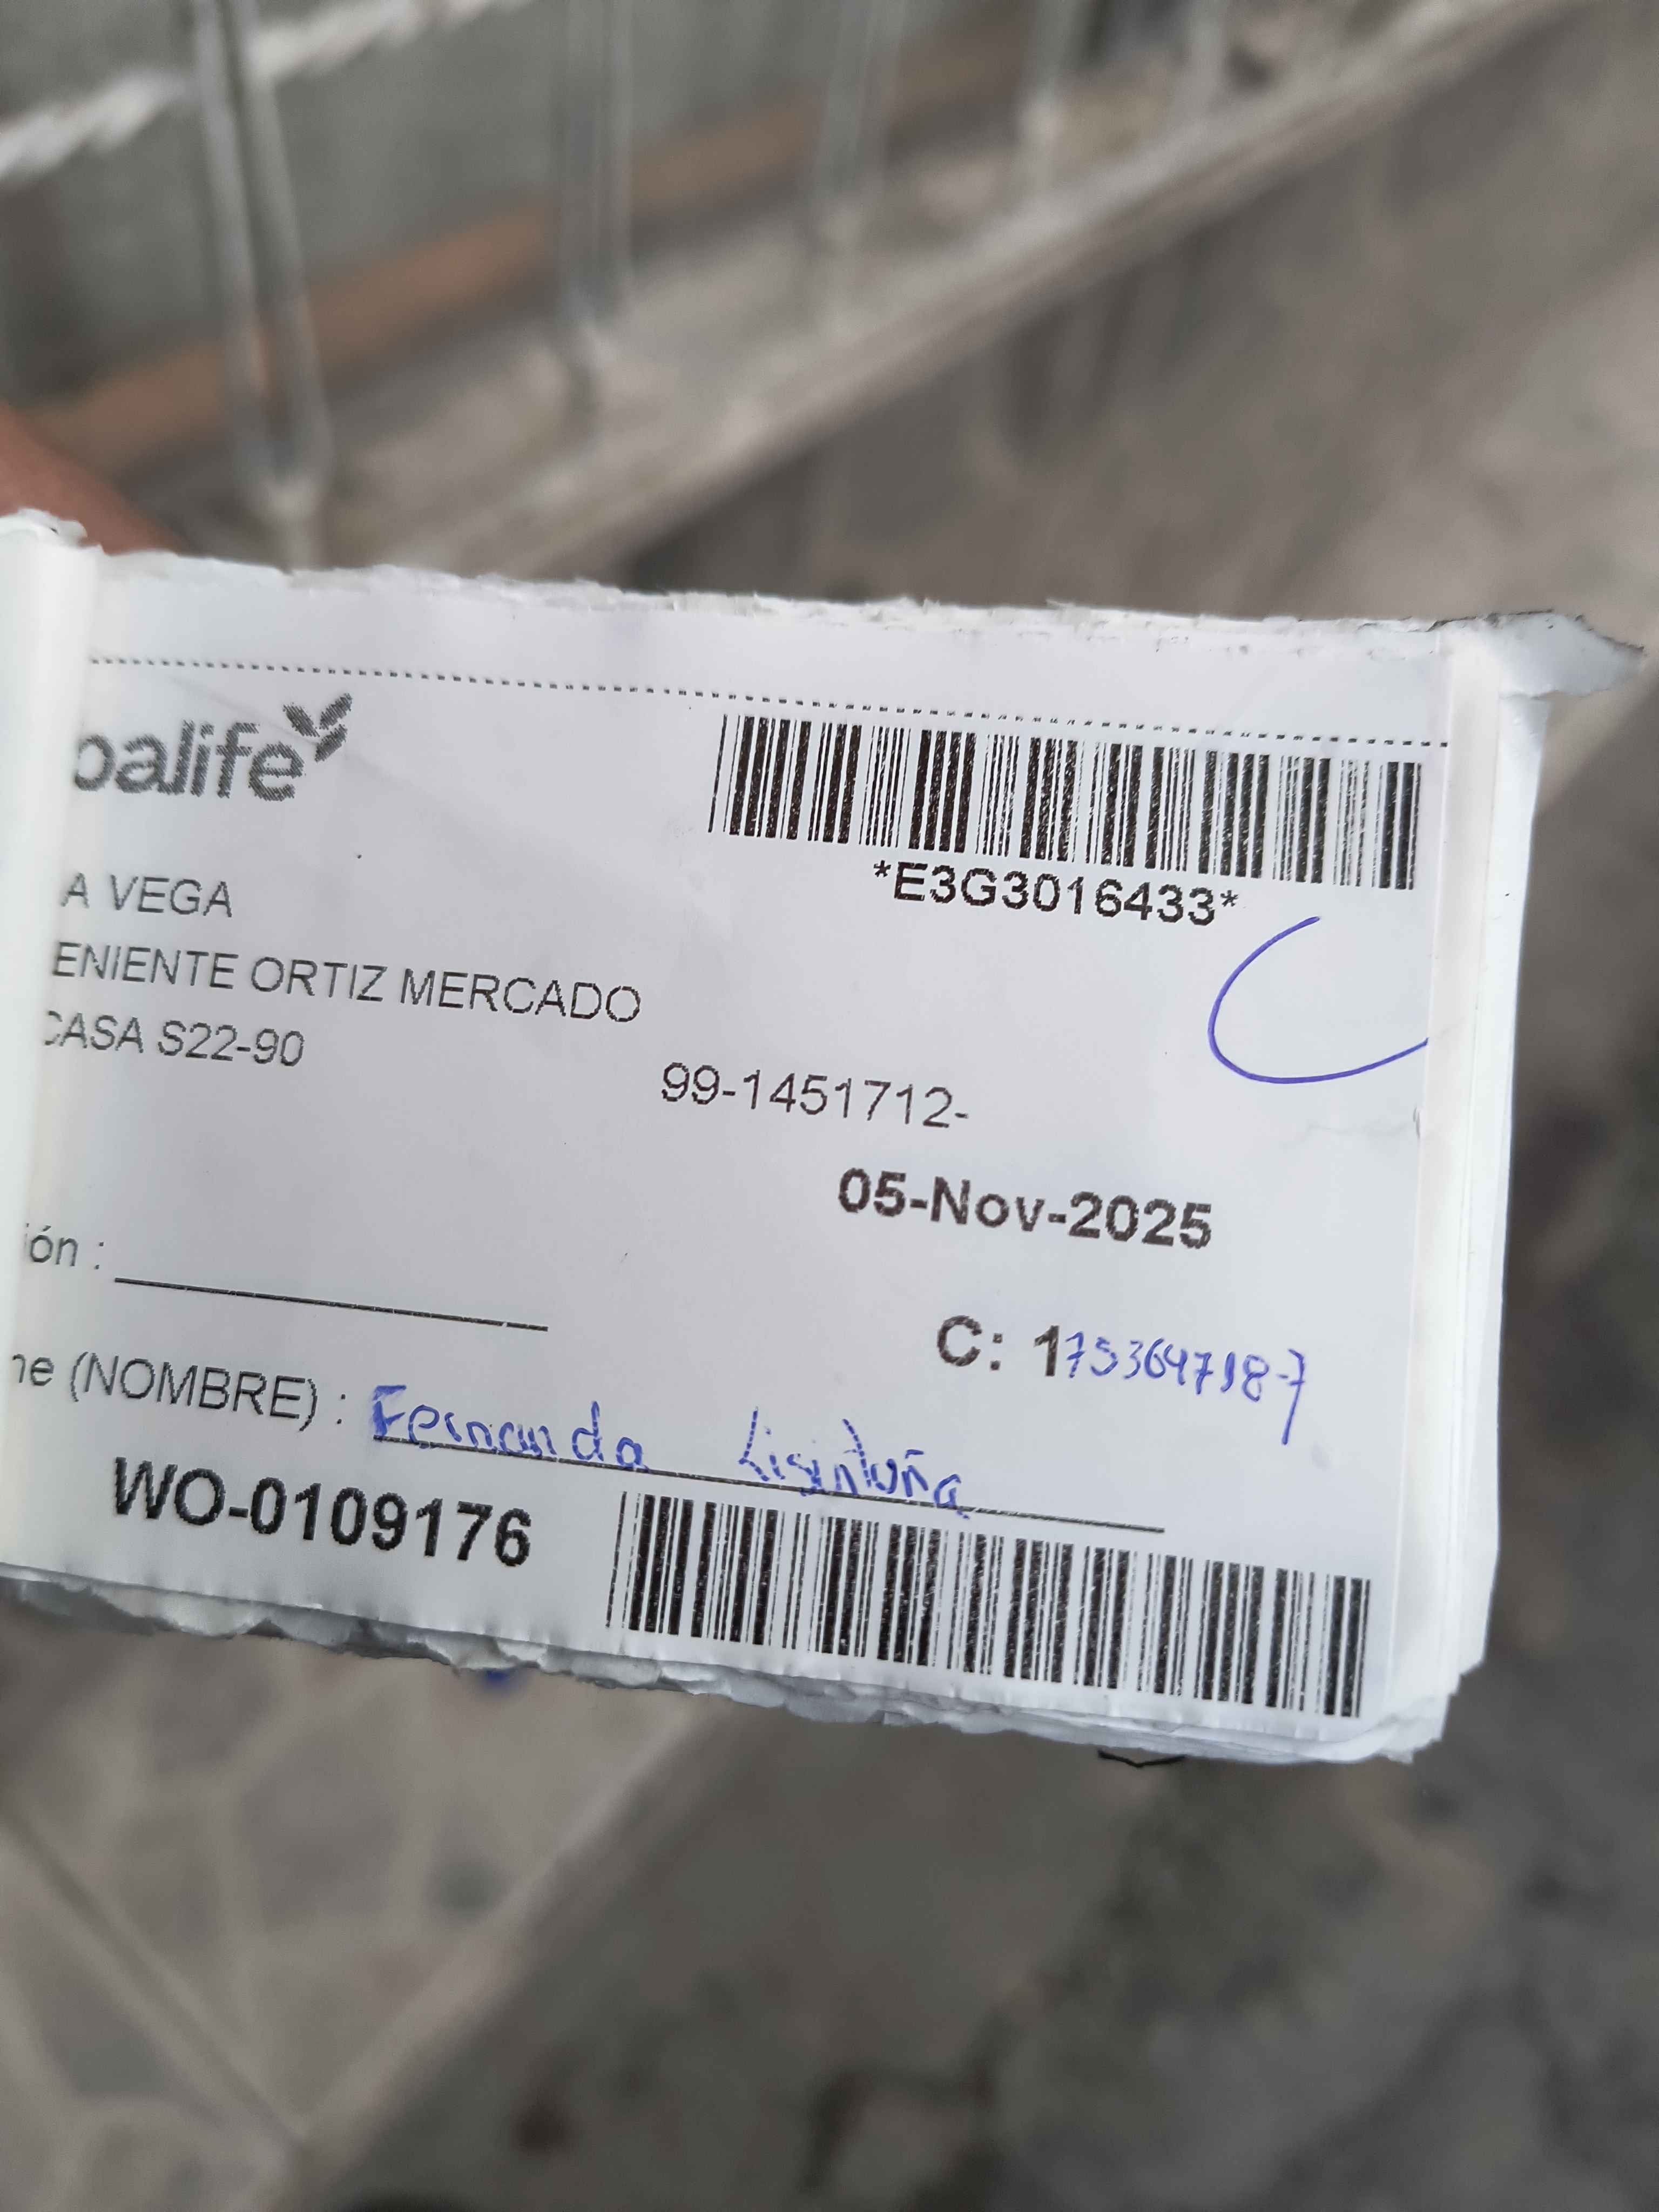 balife
*E3G3016433*
A VEGA
ENIENTE ORTIZ MERCADO
CASA S22-90
99-1451712-
05-Nov-2025
ión :
C: 1753647187
ne (NOMBRE) : Fernanda
WO-0109176